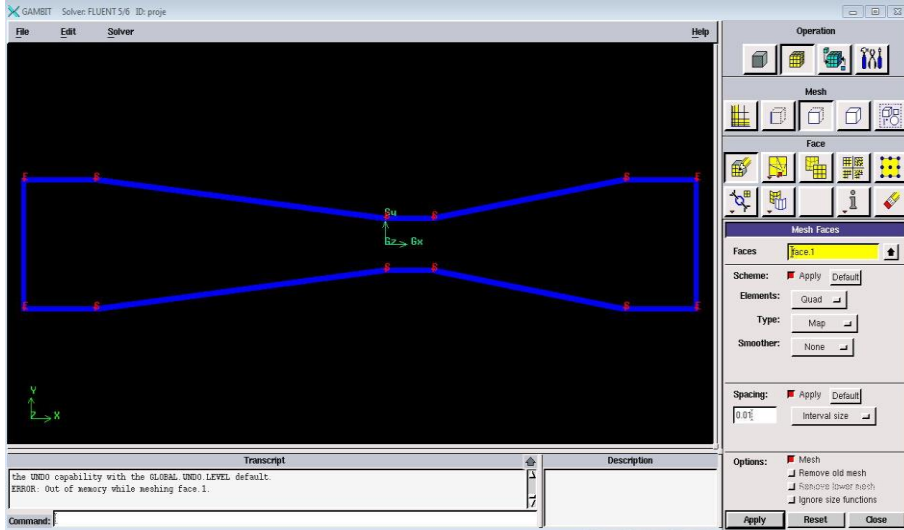 GAMBIT Solver: FLUENT 5/6 ID: proje
File Edit Solver Help
Operation
Mesh
Face
Mesh Faces
Faces face.1
Scheme: Apply Default
Elements: Quad
Type: Map
Smoother: None
Spacing: Apply Default
0.01 Interval size
Options: Mesh
Remove old mesh
Remove lower mesh
Ignore size functions
Apply Reset Close
E S S E
Gy
S S
Gz Gx
S S
E S S E
Y
Z X
Transcript Description
the UNDO capability with the GLOBAL.UNDO.LEVEL default.
ERROR: Out of memory while meshing face.1.
Command: